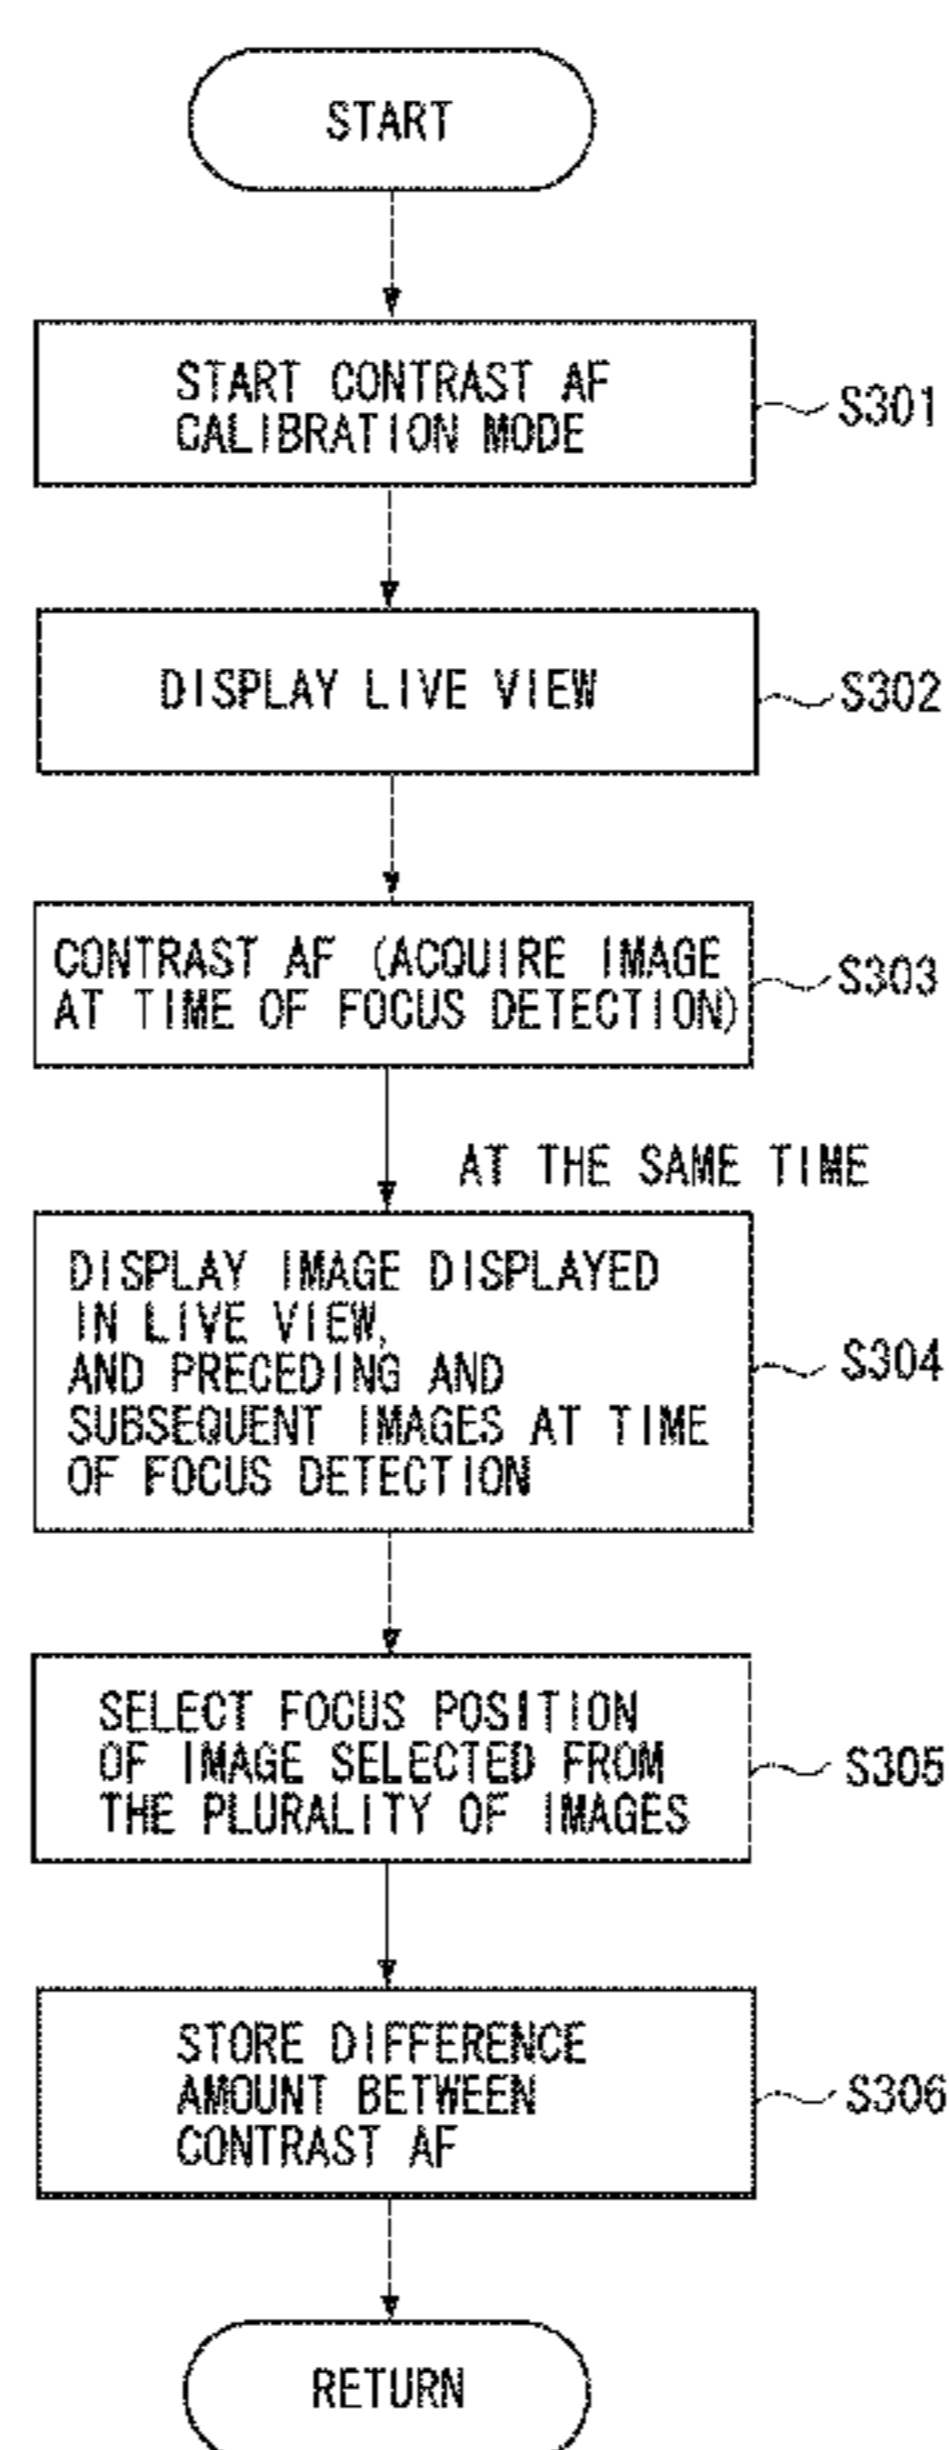 START
START CONTRAST AF
CALIBRATION MODE
S301
DISPLAY LIVE VIEW
S302
CONTRAST AF (ACQUIRE IMAGE
AT TIME OF FOCUS DETECTION)
S303
AT THE SAME TIME
DISPLAY IMAGE DISPLAYED
IN LIVE VIEW,
AND PRECEDING AND
SUBSEQUENT IMAGES AT TIME
OF FOCUS DETECTION
S304
SELECT FOCUS POSITION
OF IMAGE SELECTED FROM
THE PLURALITY OF IMAGES
S305
STORE DIFFERENCE
AMOUNT BETWEEN
CONTRAST AF
S306
RETURN